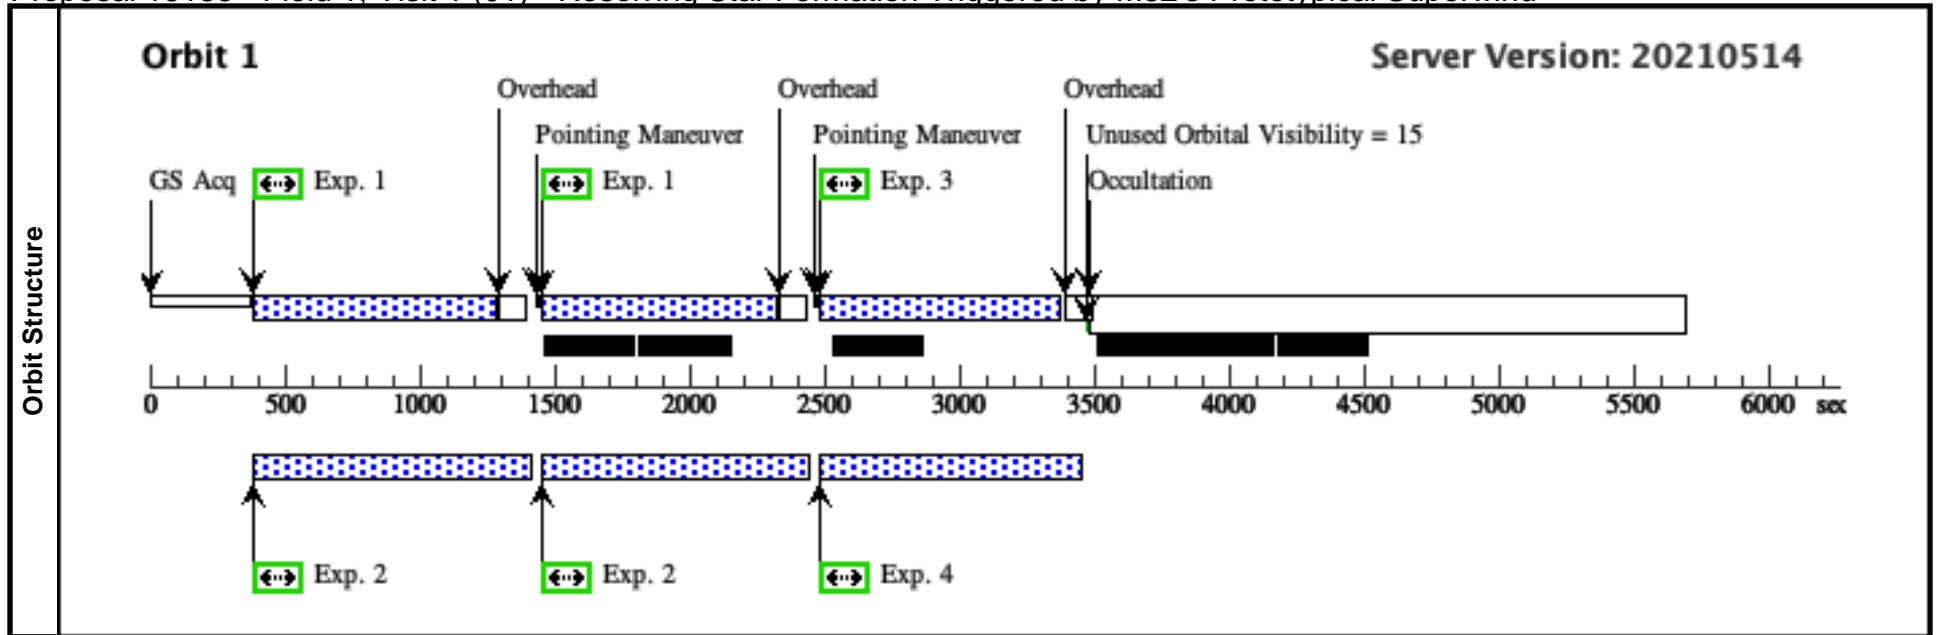 Orbit 1
Server Version: 20210514
Overhead Overhead Overhead
Pointing Maneuver Pointing Maneuver Unused Orbital Visibility = 15
GS Acq Exp. 1 Exp. 1 Exp. 3 Occultation
Orbit Structure
0 500 1000 1500 2000 2500 3000 3500 4000 4500 5000 5500 6000 sec
Exp. 2 Exp. 2 Exp. 4